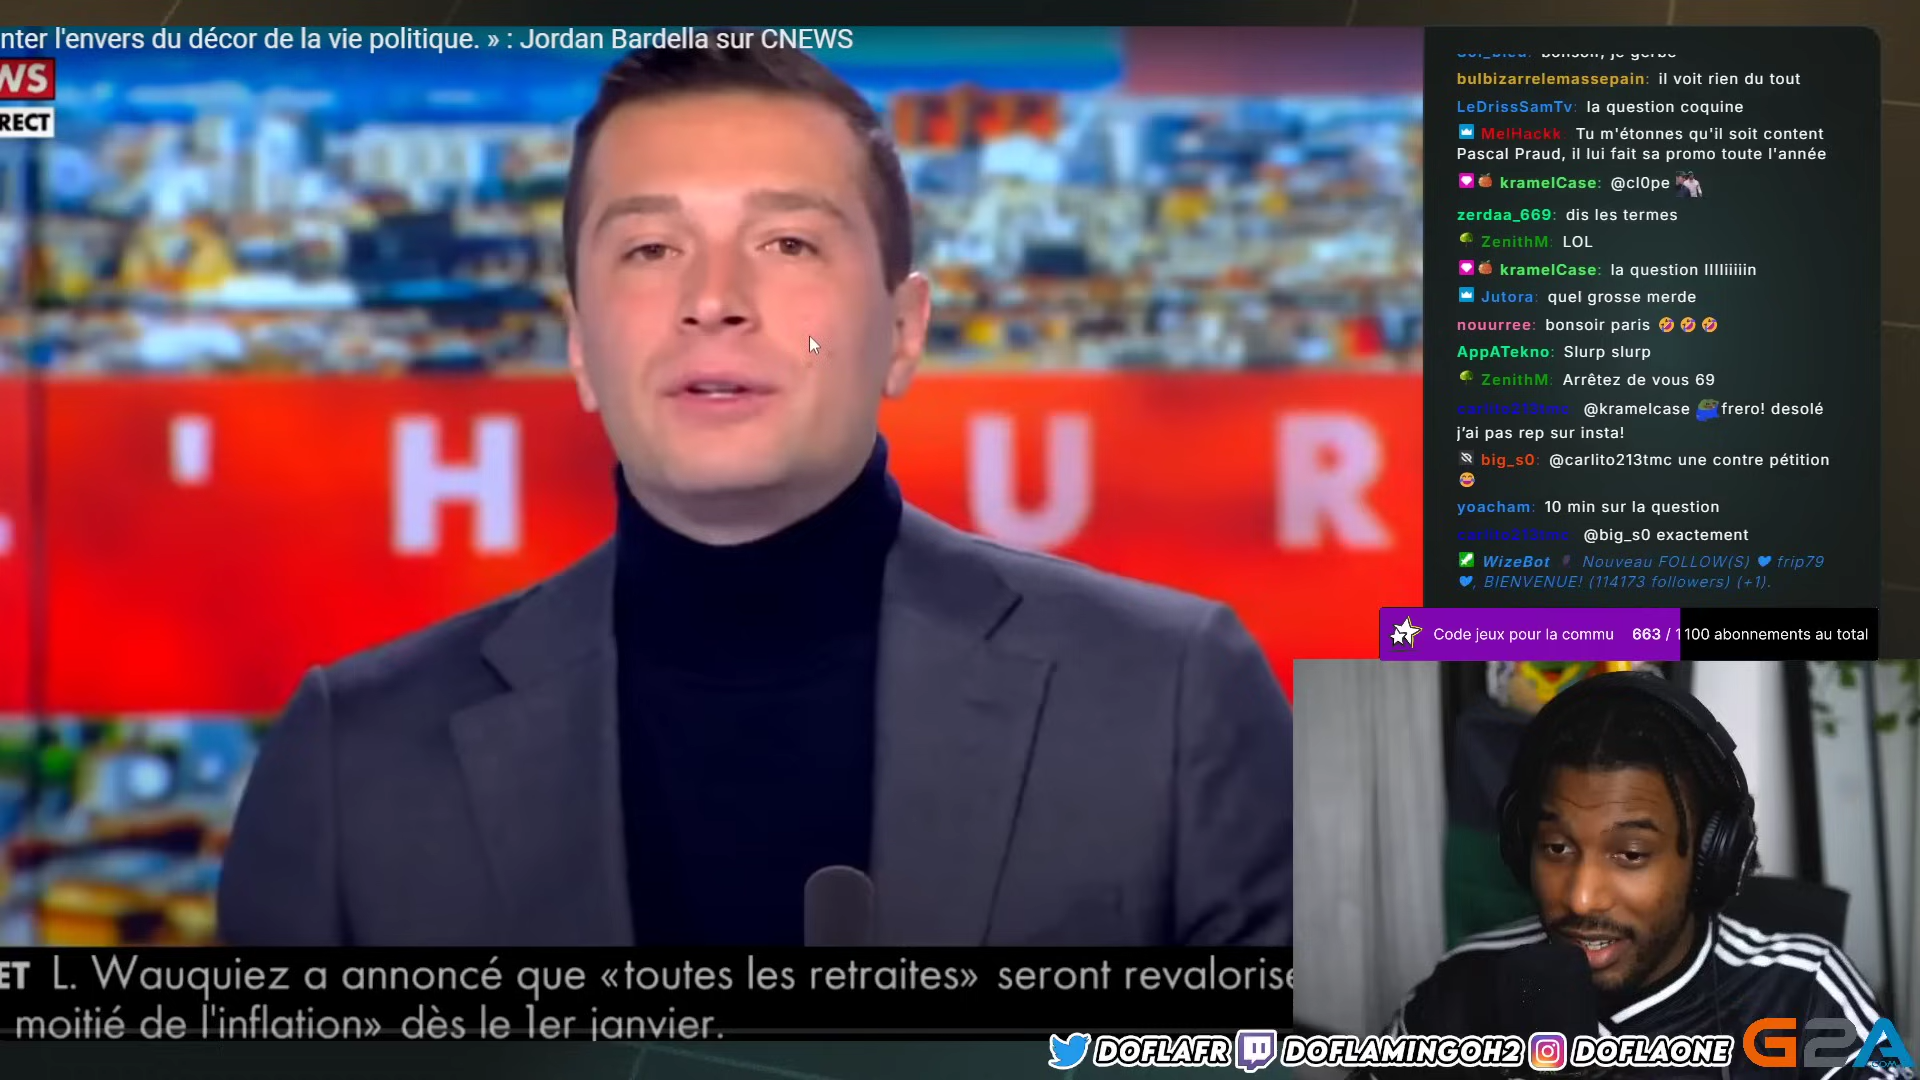 nter l'envers du décor de la vie politique. » : Jordan Bardella sur CNEWS
WS
RECT
' H U R
bulbizarrelemassepain: il voit rien du tout
LeDrissSamTv: la question coquine
MelHackk: Tu m'étonnes qu'il soit content
Pascal Praud, il lui fait sa promo toute l'année
kramelCase: @cl0pe
zerdaa_669: dis les termes
ZenithM: LOL
kramelCase: la question IIIIiiiiin
Jutora: quel grosse merde
nouurree: bonsoir paris 🤣 🤣 🤣
AppATekno: Slurp slurp
ZenithM: Arrêtez de vous 69
carlito213tmc: @kramelcase frero! desolé
j'ai pas rep sur insta!
big_s0: @carlito213tmc une contre pétition
😂
yoacham: 10 min sur la question
carlito213tmc: @big_s0 exactement
WizeBot Nouveau FOLLOW(S) frip79
, BIENVENUE! (114173 followers) (+1).
Code jeux pour la commu 663 / 1100 abonnements au total
ET L. Wauquiez a annoncé que «toutes les retraites» seront revaloris
moitié de l'inflation» dès le 1er janvier.
DOFLAFR DOFLAMINGOH2 DOFLAONE G2A
.COM